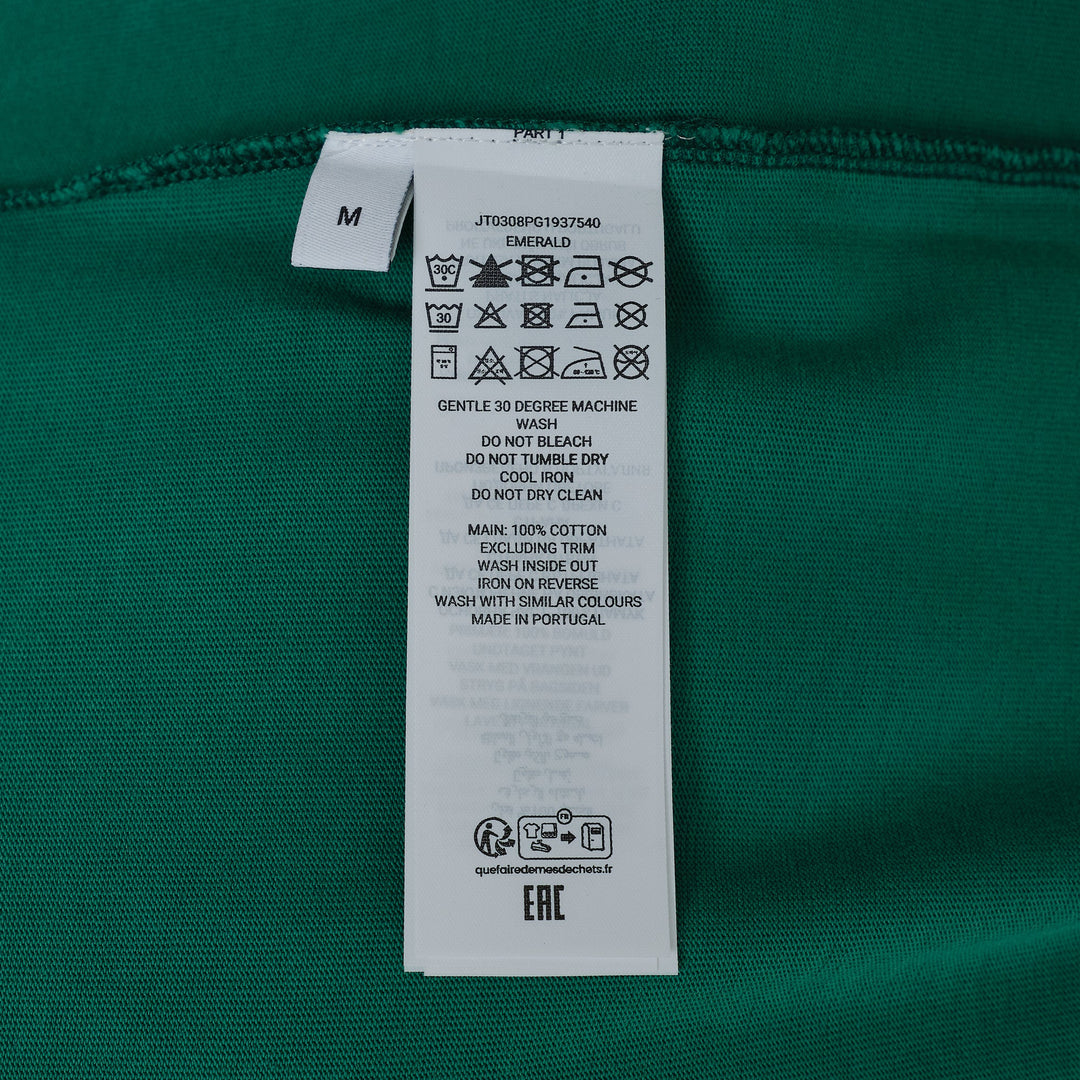 PART 1
M
JT0308PG1937540
EMERALD
30C
30
GENTLE 30 DEGREE MACHINE
WASH
DO NOT BLEACH
DO NOT TUMBLE DRY
COOL IRON
DO NOT DRY CLEAN
MAIN: 100% COTTON
EXCLUDING TRIM
WASH INSIDE OUT
IRON ON REVERSE
WASH WITH SIMILAR COLOURS
MADE IN PORTUGAL
FR
quefairedemesdechets.fr
EAC